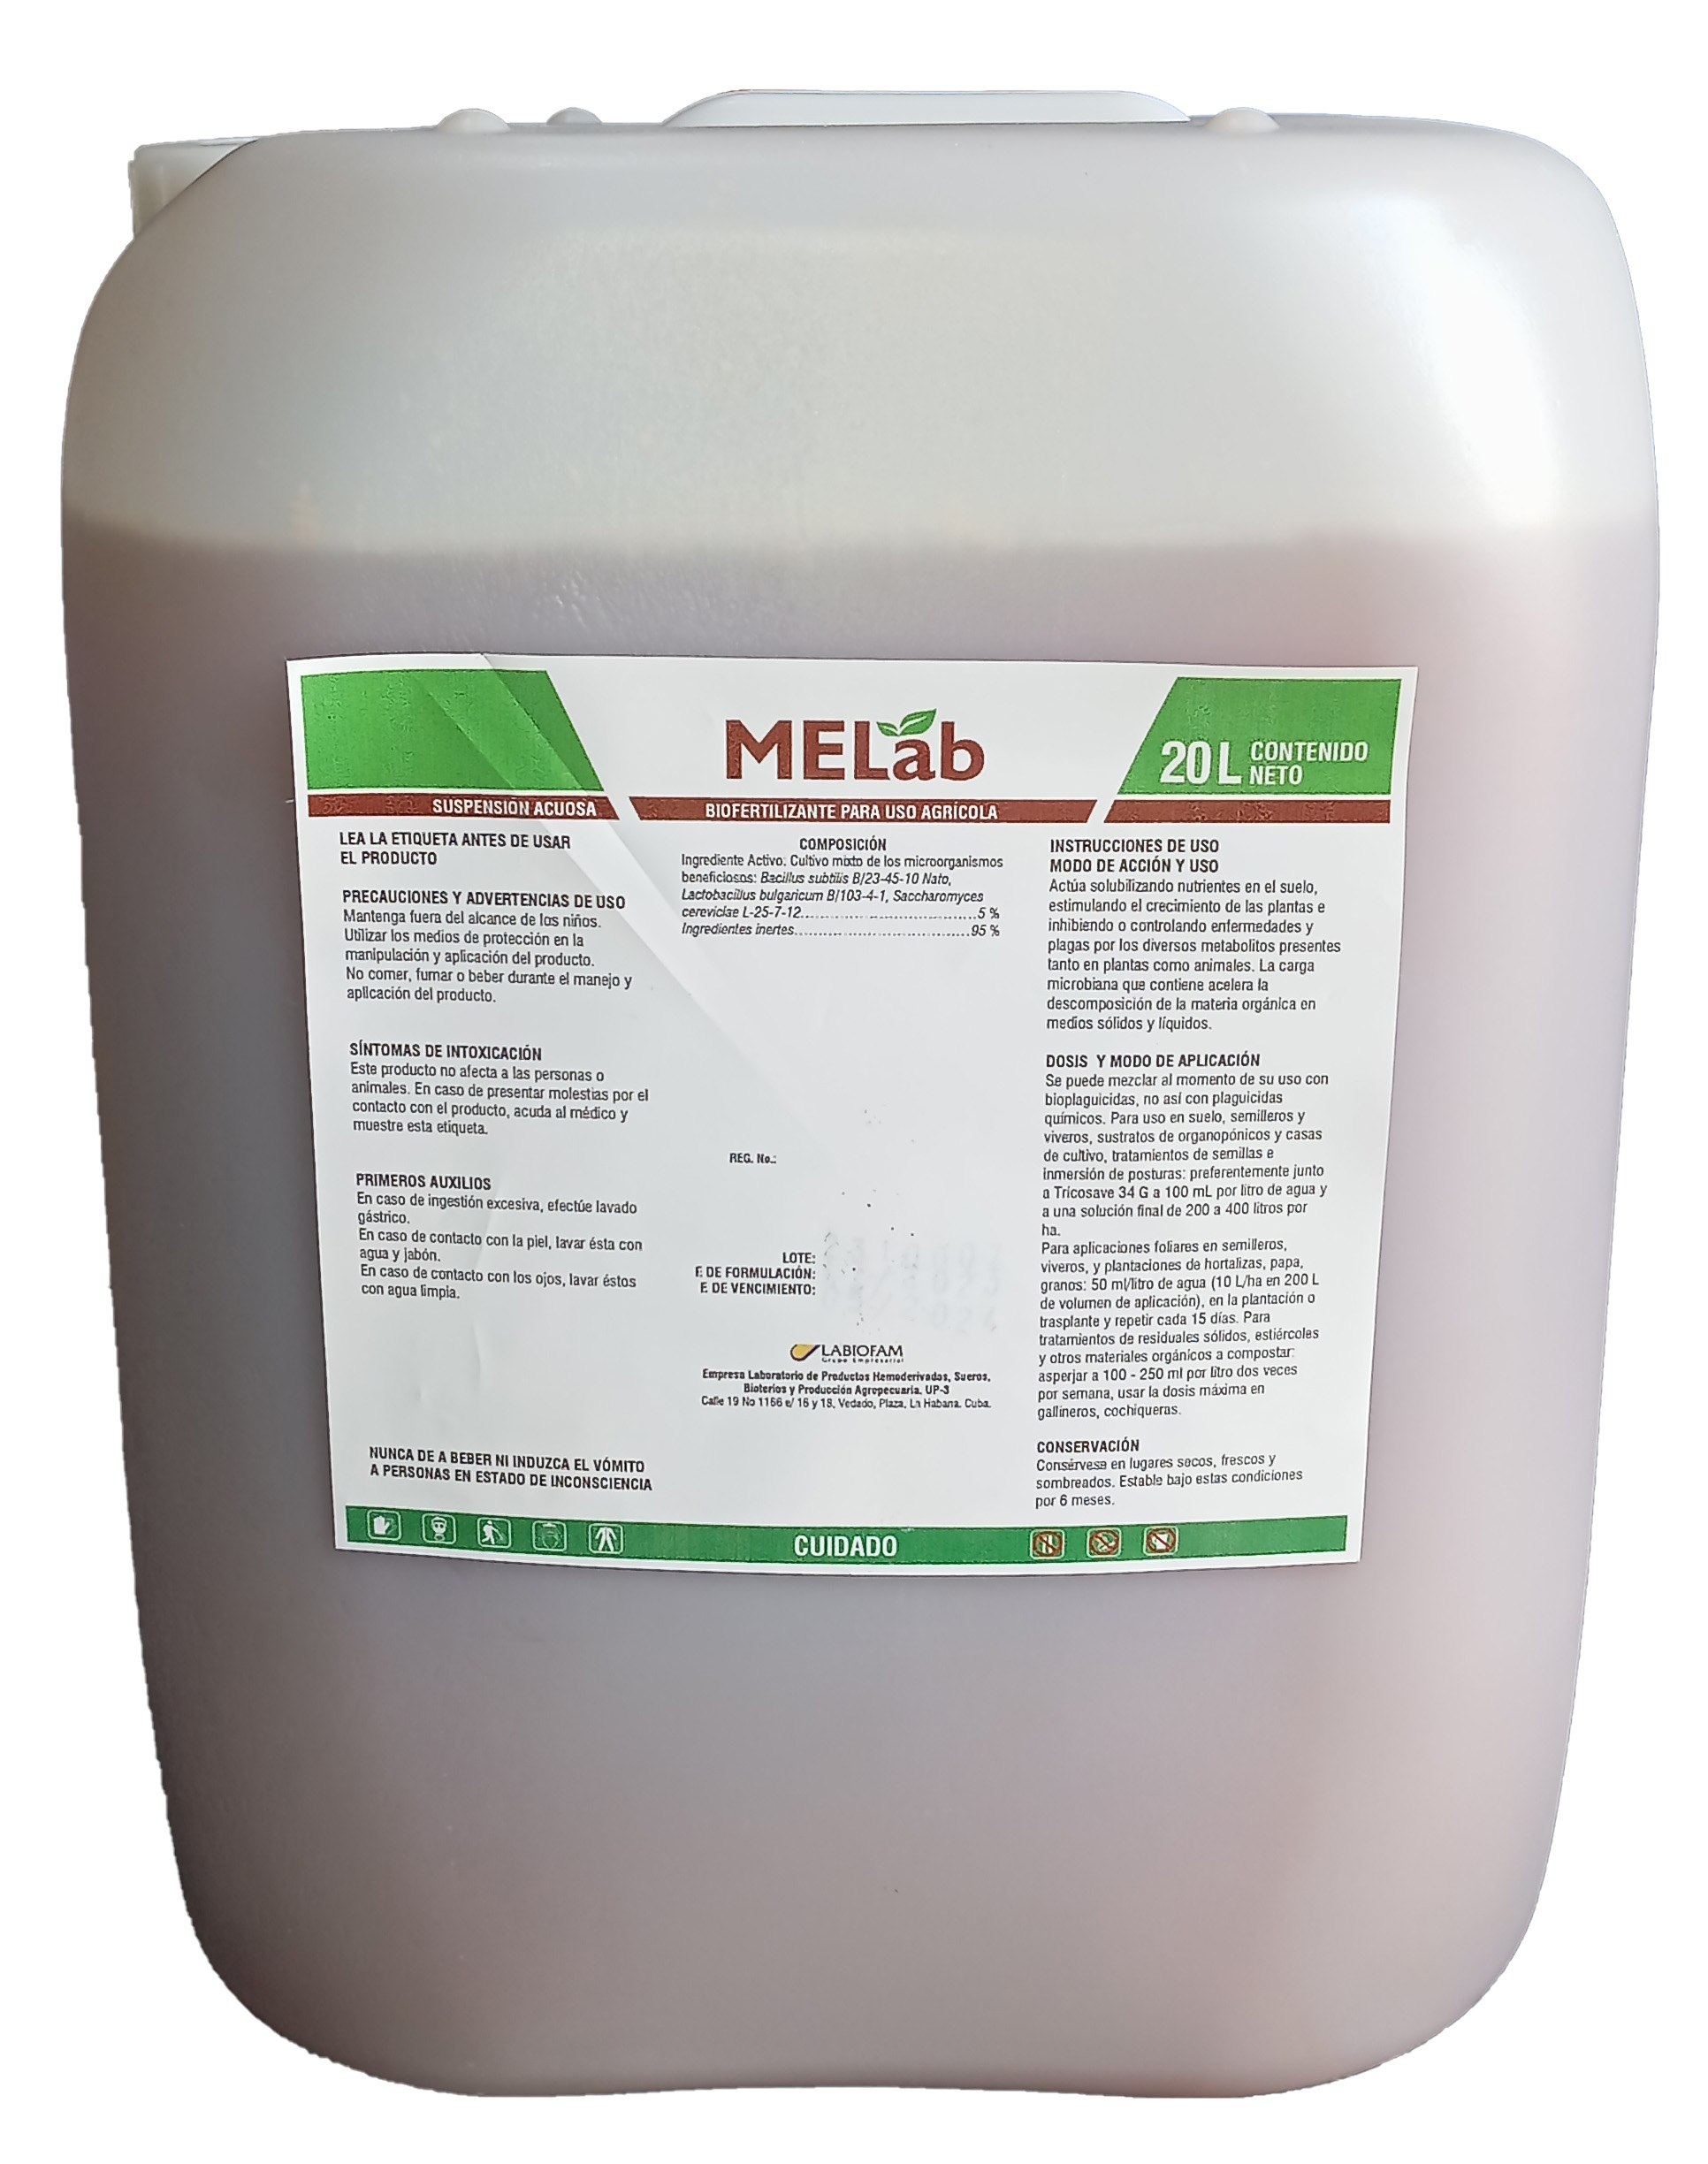 MELab
20 L CONTENIDO
NETO
SUSPENSIÓN ACUOSA
BIOFERTILIZANTE PARA USO AGRÍCOLA
LEA LA ETIQUETA ANTES DE USAR
EL PRODUCTO
PRECAUCIONES Y ADVERTENCIAS DE USO
Mantenga fuera del alcance de los niños.
Utilizar los medios de protección en la
manipulación y aplicación del producto.
No comer, fumar o beber durante el manejo y
aplicación del producto.
SÍNTOMAS DE INTOXICACIÓN
Este producto no afecta a las personas o
animales. En caso de presentar molestias por el
contacto con el producto, acuda al médico y
muestre esta etiqueta.
PRIMEROS AUXILIOS
En caso de ingestión excesiva, efectúe lavado
gástrico.
En caso de contacto con la piel, lavar ésta con
agua y jabón.
En caso de contacto con los ojos, lavar éstos
con agua limpia.
NUNCA DE A BEBER NI INDUZCA EL VÓMITO
A PERSONAS EN ESTADO DE INCONSCIENCIA
COMPOSICIÓN
Ingrediente Activo: Cultivo mixto de los microorganismos
beneficiosos: Bacillus subtilis B/23-45-10 Nato,
Lactobacillus bulgaricum B/103-4-1, Saccharomyces
cereviciae L-25-7-12..............................5 %
Ingredientes inertes..............................95 %
REG. No.:
LOTE:
F. DE FORMULACIÓN:
F. DE VENCIMIENTO:
LABIOFAM
Grupo Empresarial
Empresa Laboratorio de Productos Hemoderivados, Sueros,
Bioterios y Producción Agropecuaria. UP-3
Calle 19 No 1166 e/ 16 y 18, Vedado, Plaza, La Habana. Cuba.
INSTRUCCIONES DE USO
MODO DE ACCIÓN Y USO
Actúa solubilizando nutrientes en el suelo,
estimulando el crecimiento de las plantas e
inhibiendo o controlando enfermedades y
plagas por los diversos metabolitos presentes
tanto en plantas como animales. La carga
microbiana que contiene acelera la
descomposición de la materia orgánica en
medios sólidos y líquidos.
DOSIS Y MODO DE APLICACIÓN
Se puede mezclar al momento de su uso con
bioplaguicidas, no así con plaguicidas
químicos. Para uso en suelo, semilleros y
viveros, sustratos de organopónicos y casas
de cultivo, tratamientos de semillas e
inmersión de posturas: preferentemente junto
a Tricosave 34 G a 100 mL por litro de agua y
a una solución final de 200 a 400 litros por
ha.
Para aplicaciones foliares en semilleros,
viveros, y plantaciones de hortalizas, papa,
granos: 50 ml/litro de agua (10 L/ha en 200 L
de volumen de aplicación), en la plantación o
trasplante y repetir cada 15 días. Para
tratamientos de residuales sólidos, estiércoles
y otros materiales orgánicos a compostar:
asperjar a 100 - 250 ml por litro dos veces
por semana, usar la dosis máxima en
gallineros, cochiqueras.
CONSERVACIÓN
Consérvese en lugares secos, frescos y
sombreados. Estable bajo estas condiciones
por 6 meses.
CUIDADO